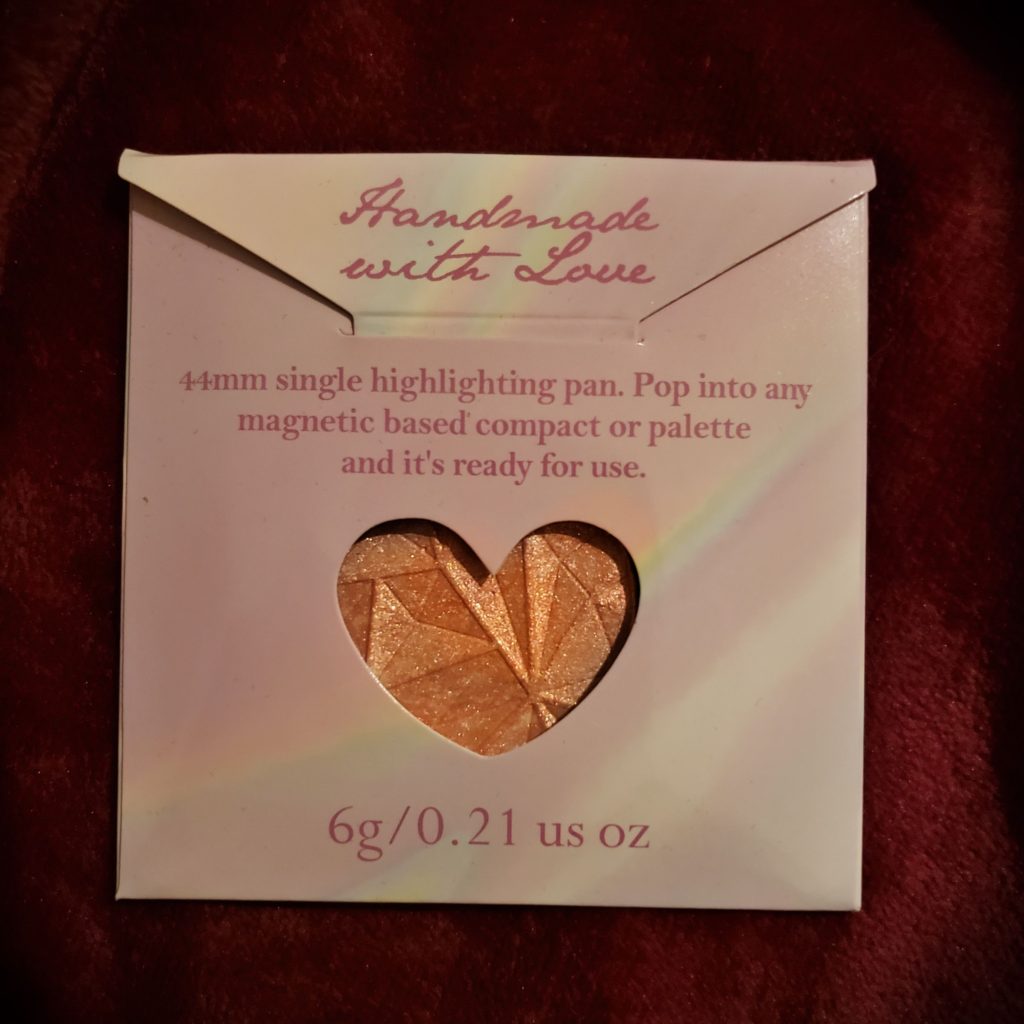 Handmade
with Love
44mm single highlighting pan. Pop into any
magnetic based compact or palette
and it's ready for use.
6g/0.21 us oz